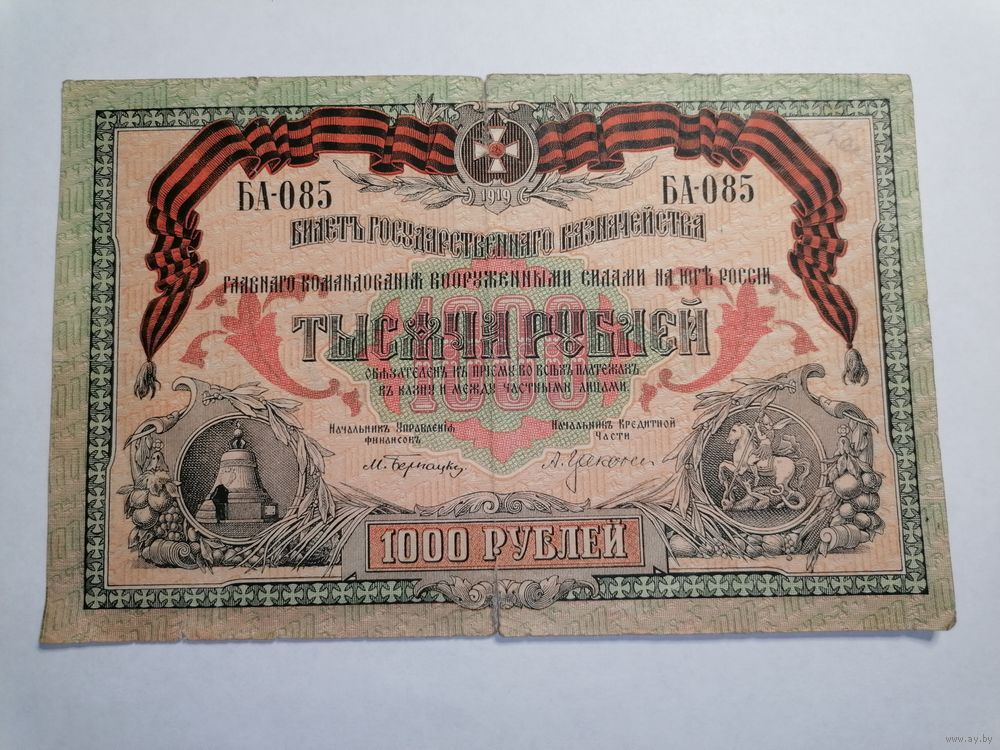 1919
БА-085 БА-085
Билетъ Государственнаго Казначейства
Главнаго Командованія Вооруженными Силами на Югѣ Россіи
1000
ТЫСЯЧА РУБЛЕЙ
Обязателенъ къ пріему во всѣхъ платежахъ
въ казну и между частными лицами.
Начальникъ Управленія
Финансовъ
Начальникъ Кредитной
Части
М. Бернацкий
1000 РУБЛЕЙ
www.ay.by